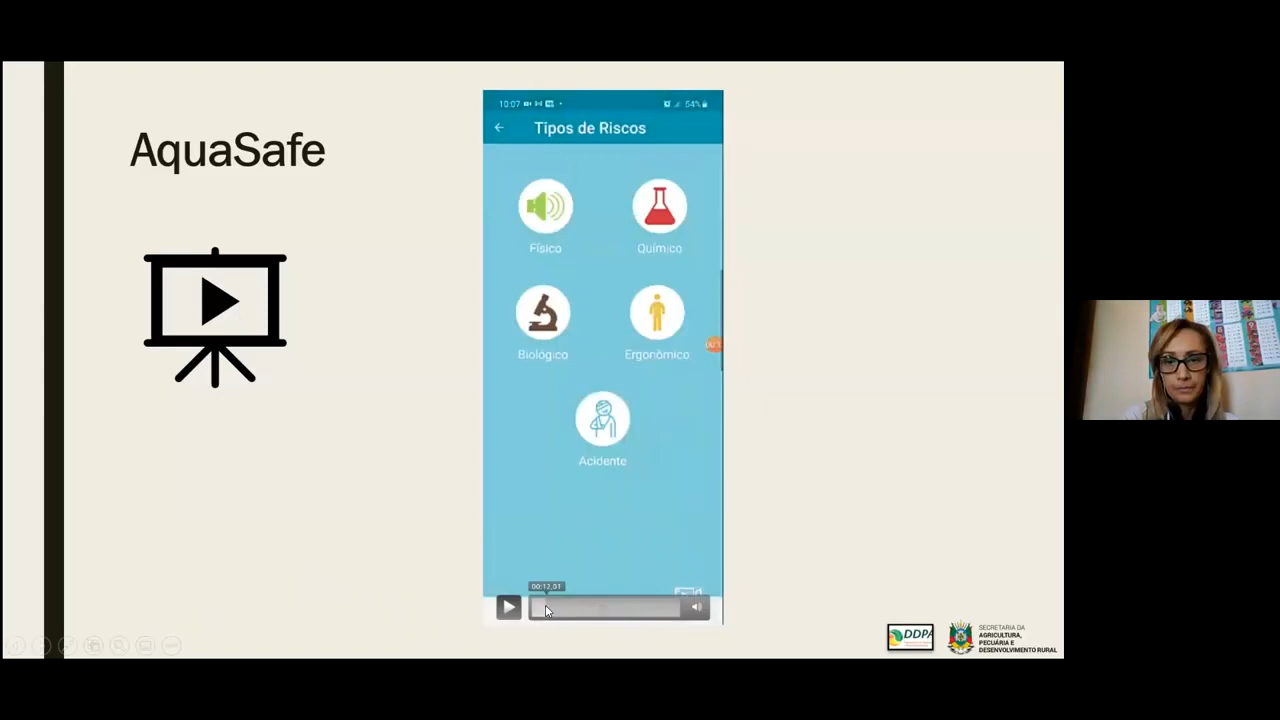 AquaSafe
10:07
54%
Tipos de Riscos
Físico
Químico
Biológico
Ergonômico
Acidente
00:12,01
DDPA
SECRETARIA DA
AGRICULTURA,
PECUÁRIA E
DESENVOLVIMENTO RURAL